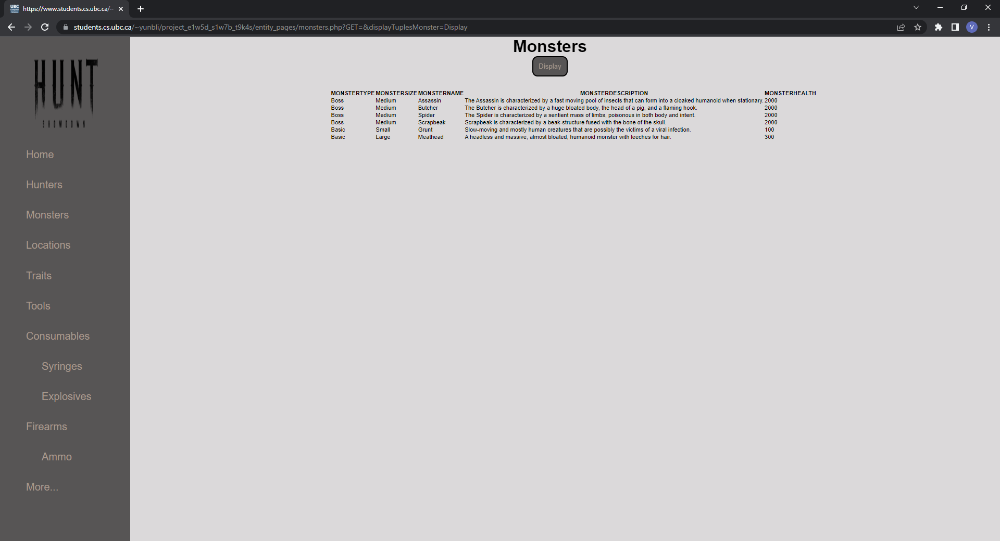 https://www.students.cs.ubc.ca/~
students.cs.ubc.ca/~yunbli/project_e1w5d_s1w7b_t9k4s/entity_pages/monsters.php?GET=&displayTuplesMonster=Display
V
HUNT
SHOWDOWN
Home
Hunters
Monsters
Locations
Traits
Tools
Consumables
Syringes
Explosives
Firearms
Ammo
More...
Monsters
Display
MONSTERTYPE MONSTERSIZE MONSTERNAME MONSTERDESCRIPTION MONSTERHEALTH
Boss Medium Assassin The Assassin is characterized by a fast moving pool of insects that can form into a cloaked humanoid when stationary. 2000
Boss Medium Butcher The Butcher is characterized by a huge bloated body, the head of a pig, and a flaming hook. 2000
Boss Medium Spider The Spider is characterized by a sentient mass of limbs, poisonous in both body and intent. 2000
Boss Medium Scrapbeak Scrapbeak is characterized by a beak-structure fused with the bone of the skull. 2000
Basic Small Grunt Slow-moving and mostly human creatures that are possibly the victims of a viral infection. 100
Basic Large Meathead A headless and massive, almost bloated, humanoid monster with leeches for hair. 300